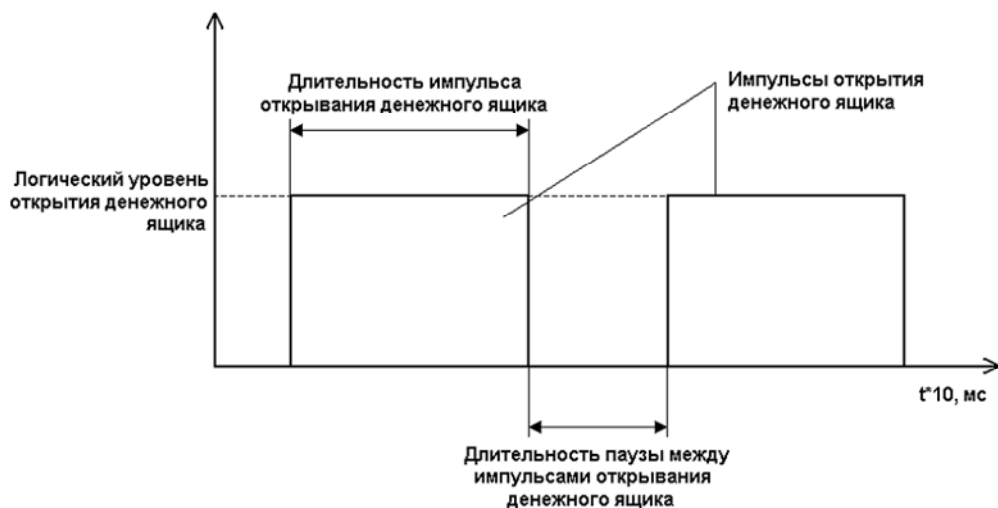 Длительность импульса
открывания денежного ящика
Импульсы открытия
денежного ящика
Логический уровень
открытия денежного
ящика
t*10, мс
Длительность паузы между
импульсами открывания
денежного ящика